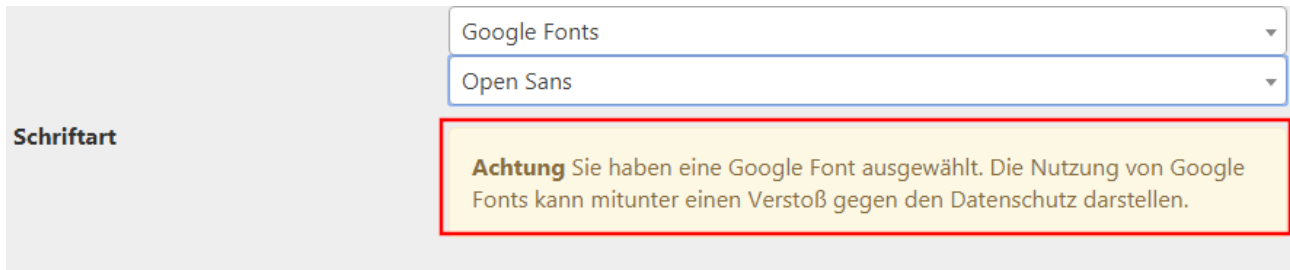 Google Fonts
Open Sans
Schriftart
Achtung Sie haben eine Google Font ausgewählt. Die Nutzung von Google
Fonts kann mitunter einen Verstoß gegen den Datenschutz darstellen.